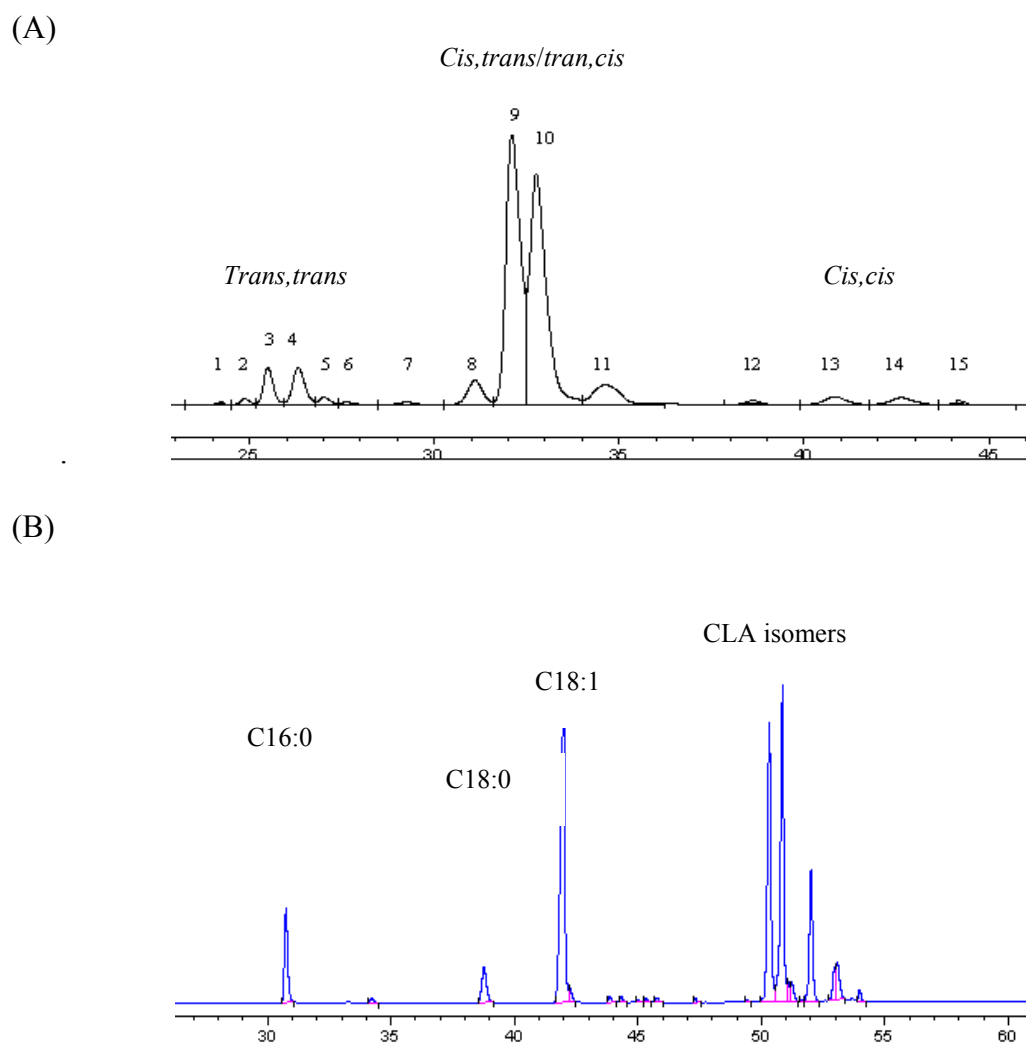 (A)
Cis,trans/tran,cis
9
10
Trans,trans
Cis,cis
1 2 3 4 5 6 7 8 11 12 13 14 15
25 30 35 40 45
.
(B)
CLA isomers
C18:1
C16:0
C18:0
30 35 40 45 50 55 60